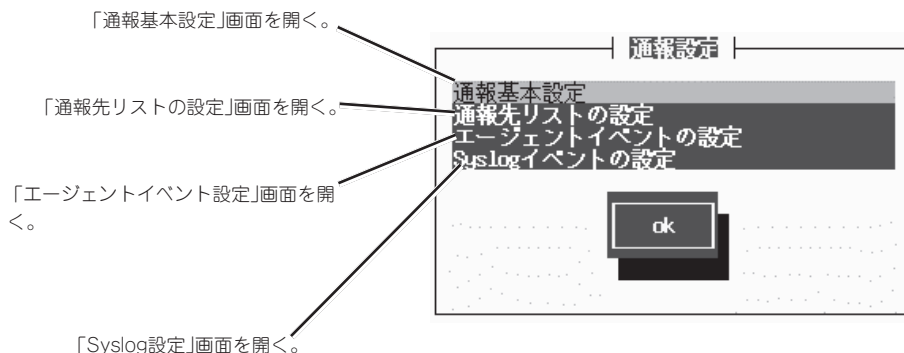 「通報基本設定」画面を開く。
「通報先リストの設定」画面を開く。
「エージェントイベント設定」画面を開
く。
「Syslog設定」画面を開く。
通報設定
通報基本設定
通報先リストの設定
エージェントイベントの設定
Syslogイベントの設定
ok